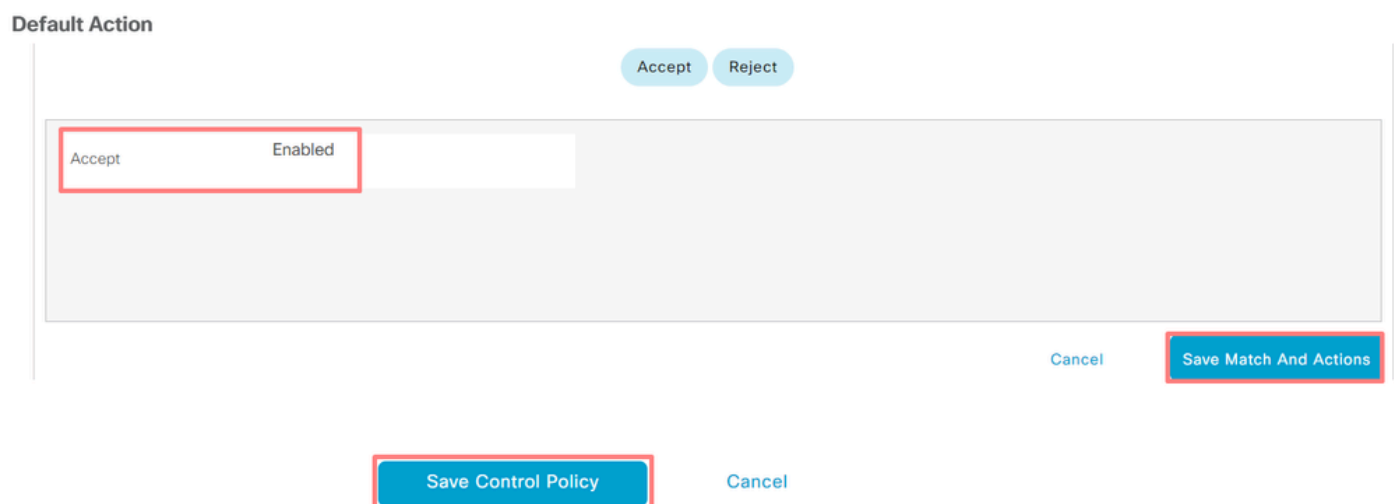 Default Action
Accept Reject
Accept Enabled
Cancel Save Match And Actions
Save Control Policy Cancel